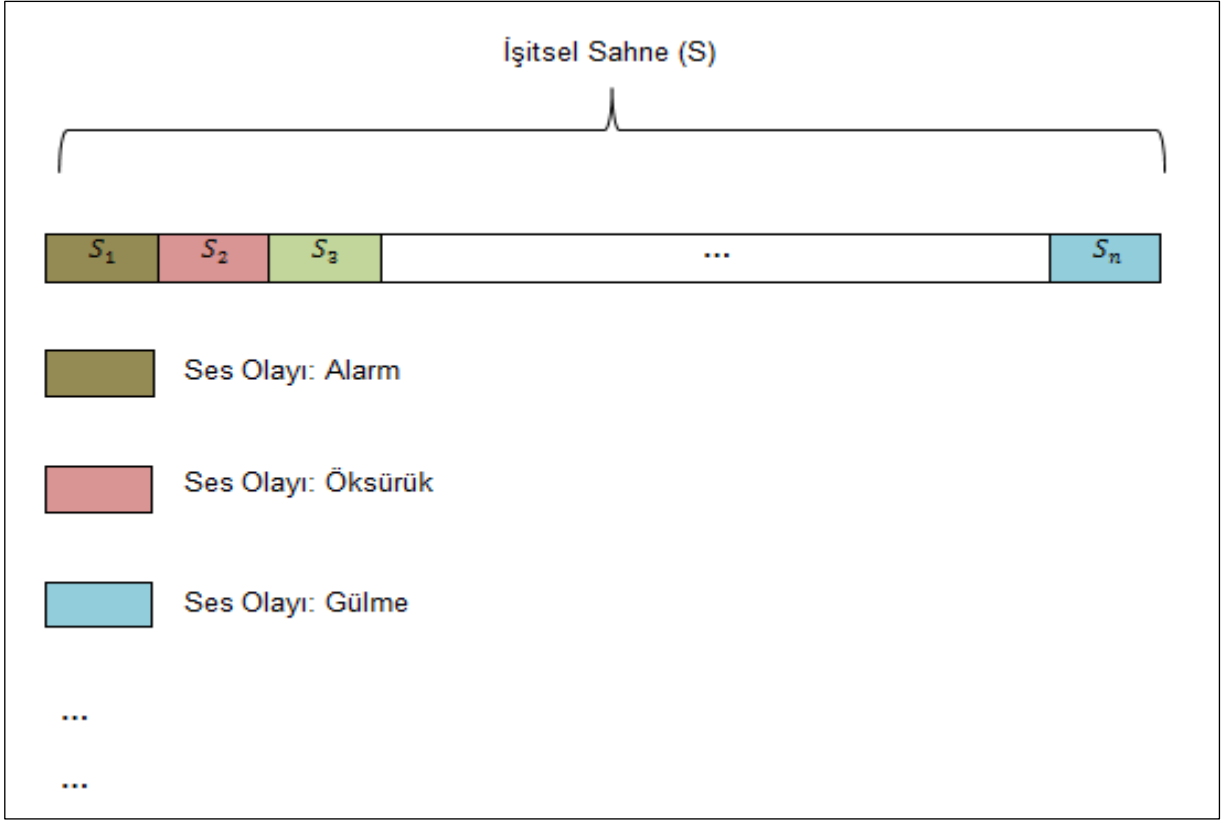 İşitsel Sahne (S)
S₁ S₂ S₃ ... Sₙ
Ses Olayı: Alarm
Ses Olayı: Öksürük
Ses Olayı: Gülme
...
...